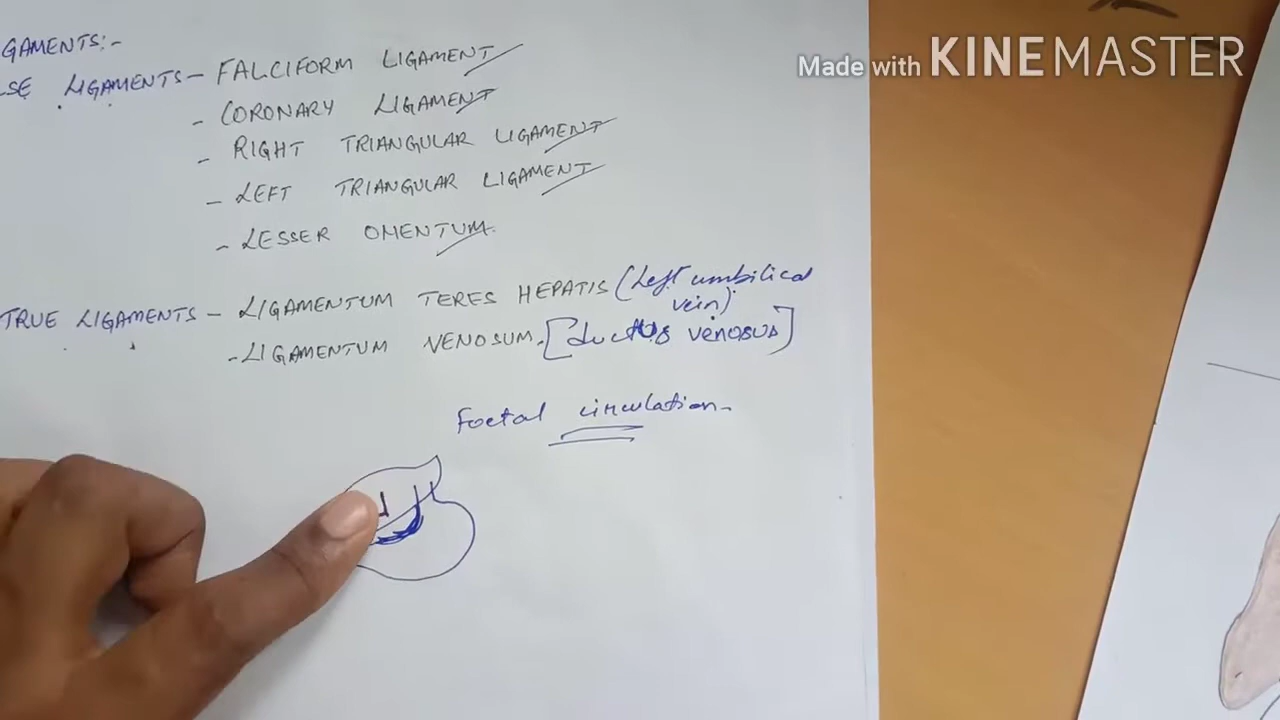 GAMENTS:-
SE LIGAMENTS - FALCIFORM LIGAMENT
- CORONARY LIGAMENT
- RIGHT TRIANGULAR LIGAMENT
- LEFT TRIANGULAR LIGAMENT
- LESSER OMENTUM
TRUE LIGAMENTS - LIGAMENTUM TERES HEPATIS (Left umbilical
vein)
- LIGAMENTUM VENOSUM. [ductus venosus]
Foetal circulation-
Made with KINEMASTER